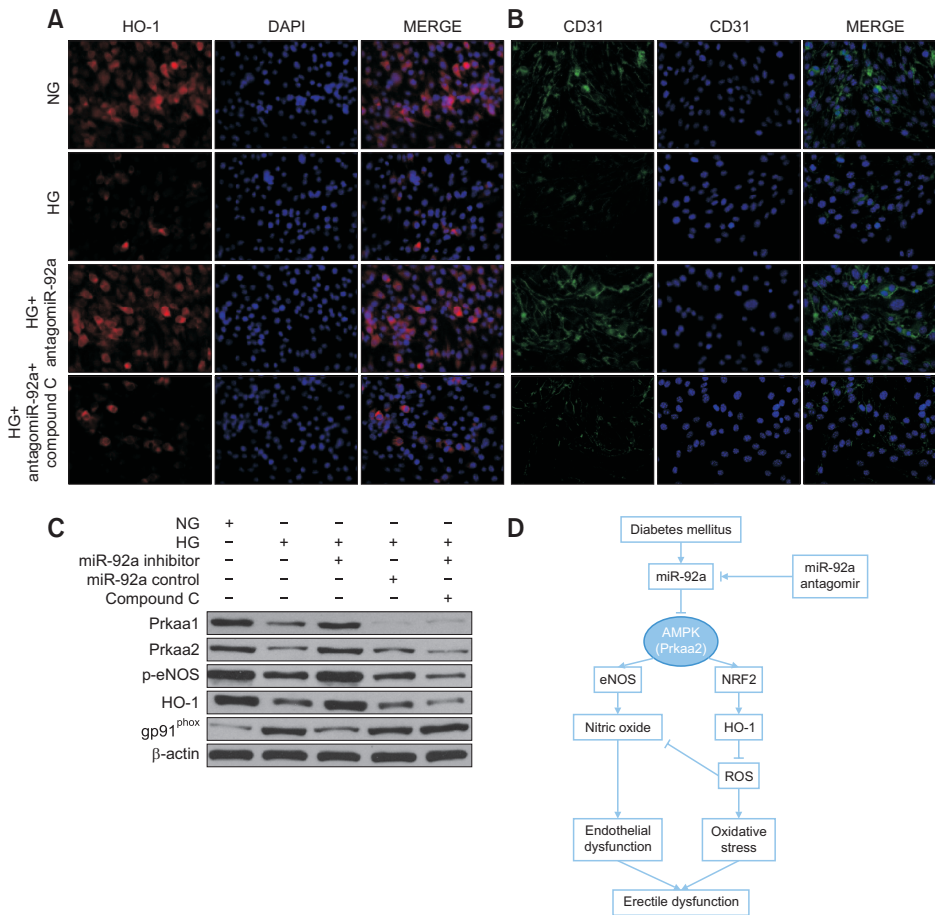 A
HO-1 DAPI MERGE
NG
HG
HG+
antagomiR-92a
HG+
antagomiR-92a+
compound C
B
CD31 CD31 MERGE
C
NG + − − − −
HG − + + + +
miR-92a inhibitor − − + − +
miR-92a control − − − + −
Compound C − − − − +
Prkaa1
Prkaa2
p-eNOS
HO-1
gp91phox
β-actin
D
Diabetes mellitus
miR-92a
miR-92a
antagomir
AMPK
(Prkaa2)
eNOS NRF2
Nitric oxide HO-1
ROS
Endothelial
dysfunction
Oxidative
stress
Erectile dysfunction